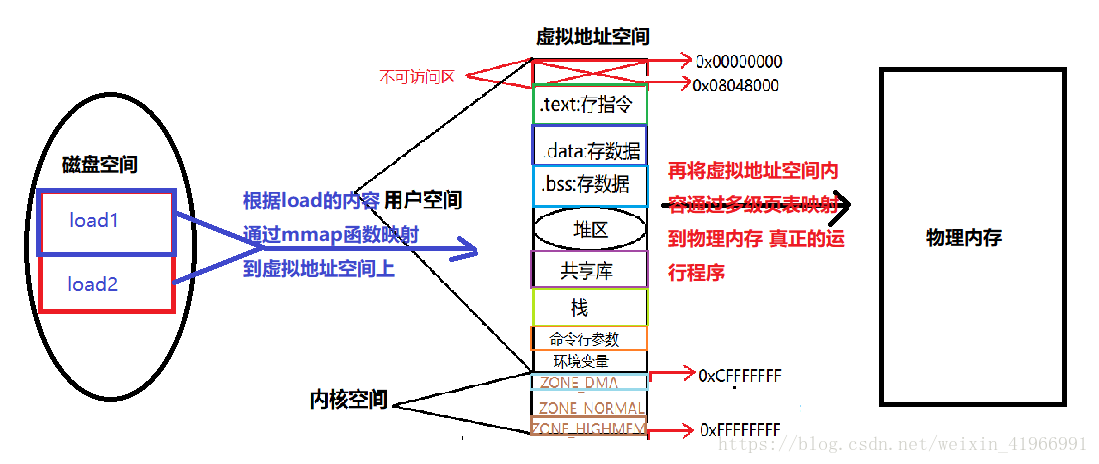 虚拟地址空间
0x00000000
不可访问区
0x08048000
.text:存指令
磁盘空间
.data:存数据
.bss:存数据
load1
根据load的内容
通过mmap函数映射
到虚拟地址空间上
用户空间
load2
堆区
共享库
栈
命令行参数
环境变量
再将虚拟地址空间内
容通过多级页表映射
到物理内存 真正的运
行程序
物理内存
0xCFFFFFFF
内核空间
ZONE_DMA
ZONE_NORMAL
ZONE_HIGHMEM
0xFFFFFFFF
https://blog.csdn.net/weixin_41966991